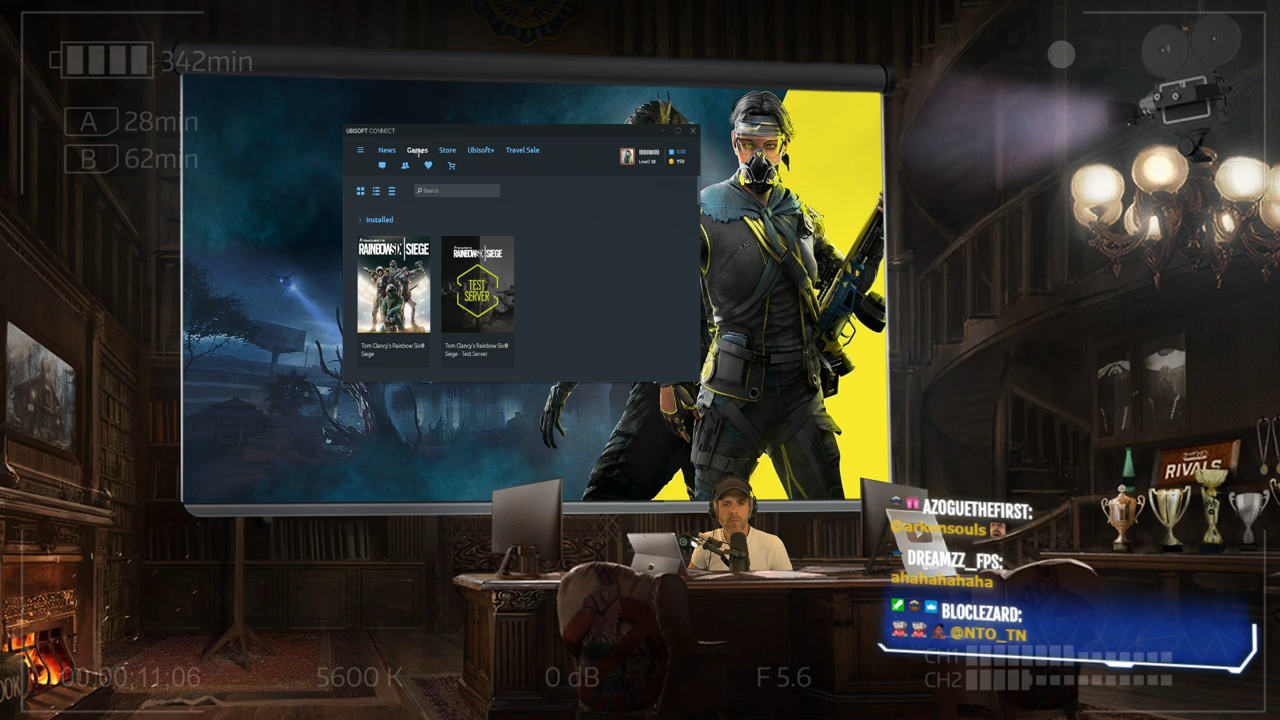 342min
A 28min
B 62min
UBISOFT CONNECT
News Games Store Ubisoft+ Travel Sale
Level 38
Search
Installed
RAINBOW SIX SIEGE
RAINBOW SIX SIEGE
TEST
SERVER
Tom Clancy's Rainbow Six®
Siege
Tom Clancy's Rainbow Six®
Siege - Test Server
RIVALS
AZOGUETHEFIRST:
@arkensouls
DREAMZZ_FPS:
ahahahahaha
BLOCLEZARD:
@NTO_TN
00:00:11:06 5600 K 0 dB F 5.6
CH1
CH2